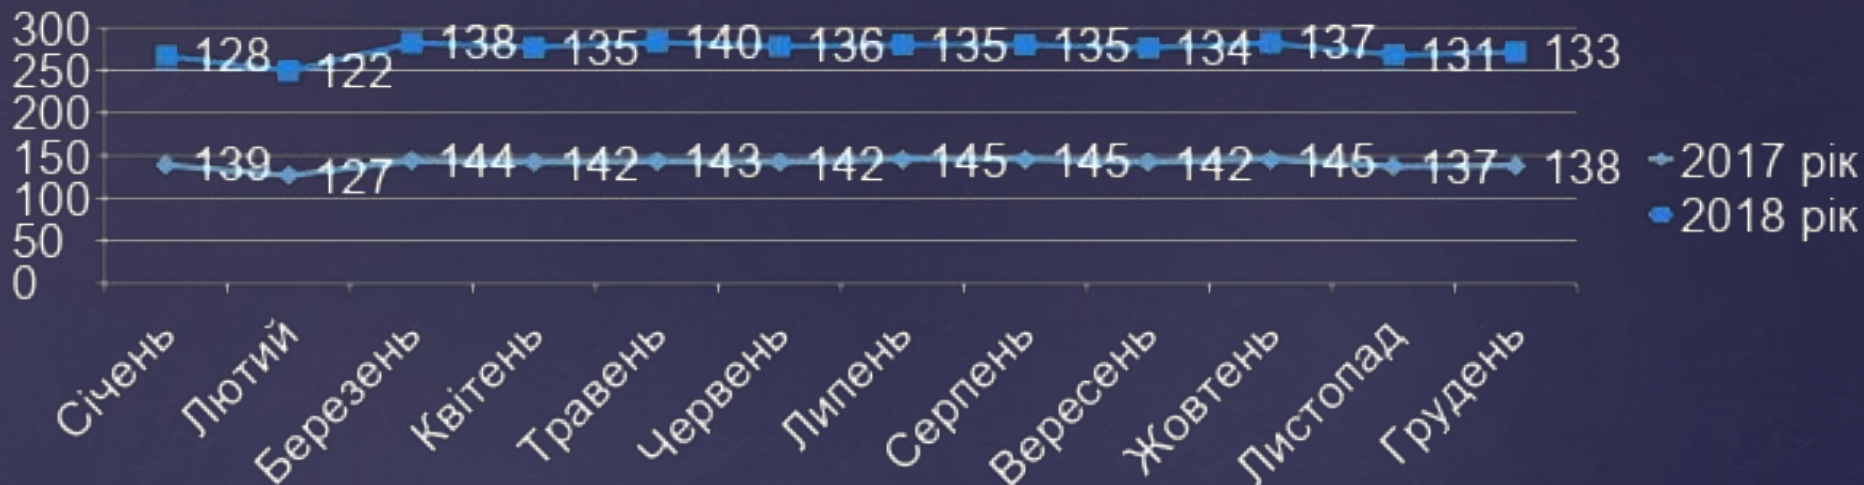 300
250
200
150
100
50
0
128 122 138 135 140 136 135 135 134 137 131 133
139 127 144 142 143 142 145 145 142 145 137 138
2017 рік
2018 рік
Січень Лютий Березень Квітень Травень Червень Липень Серпень Вересень Жовтень Листопад Грудень